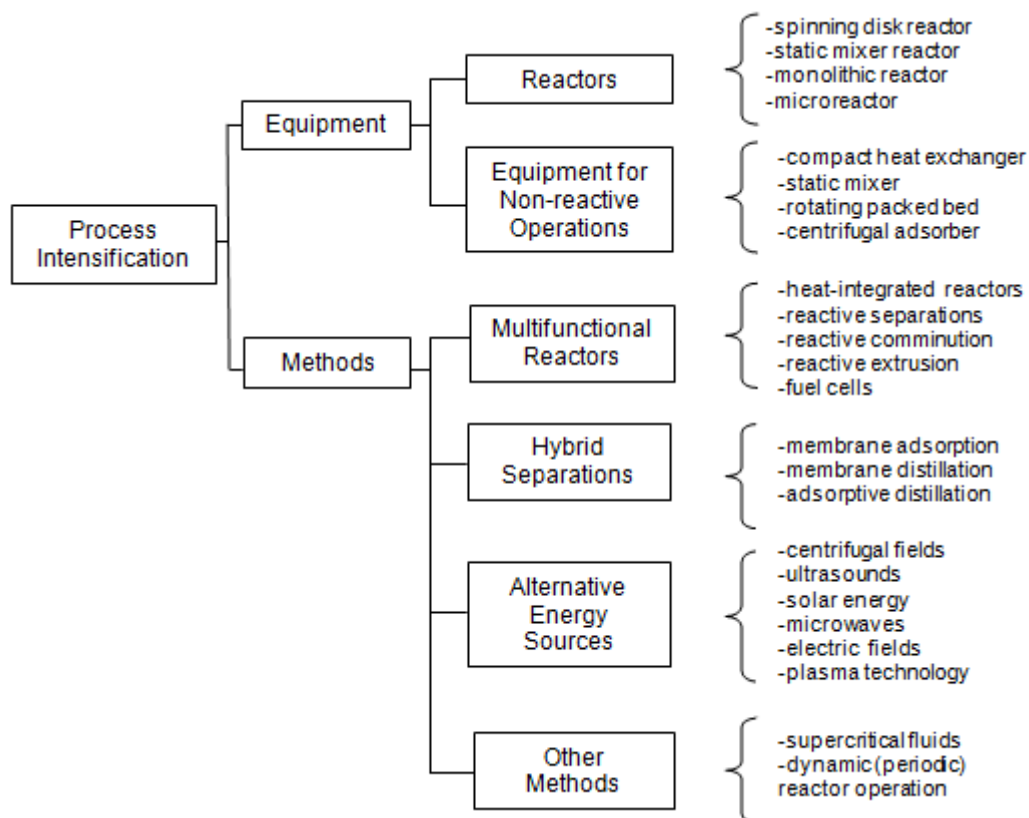 Process
Intensification
Equipment
Reactors
-spinning disk reactor
-static mixer reactor
-monolithic reactor
-microreactor
Equipment for
Non-reactive
Operations
-compact heat exchanger
-static mixer
-rotating packed bed
-centrifugal adsorber
Methods
Multifunctional
Reactors
-heat-integrated reactors
-reactive separations
-reactive comminution
-reactive extrusion
-fuel cells
Hybrid
Separations
-membrane adsorption
-membrane distillation
-adsorptive distillation
Alternative
Energy
Sources
-centrifugal fields
-ultrasounds
-solar energy
-microwaves
-electric fields
-plasma technology
Other
Methods
-supercritical fluids
-dynamic (periodic)
reactor operation